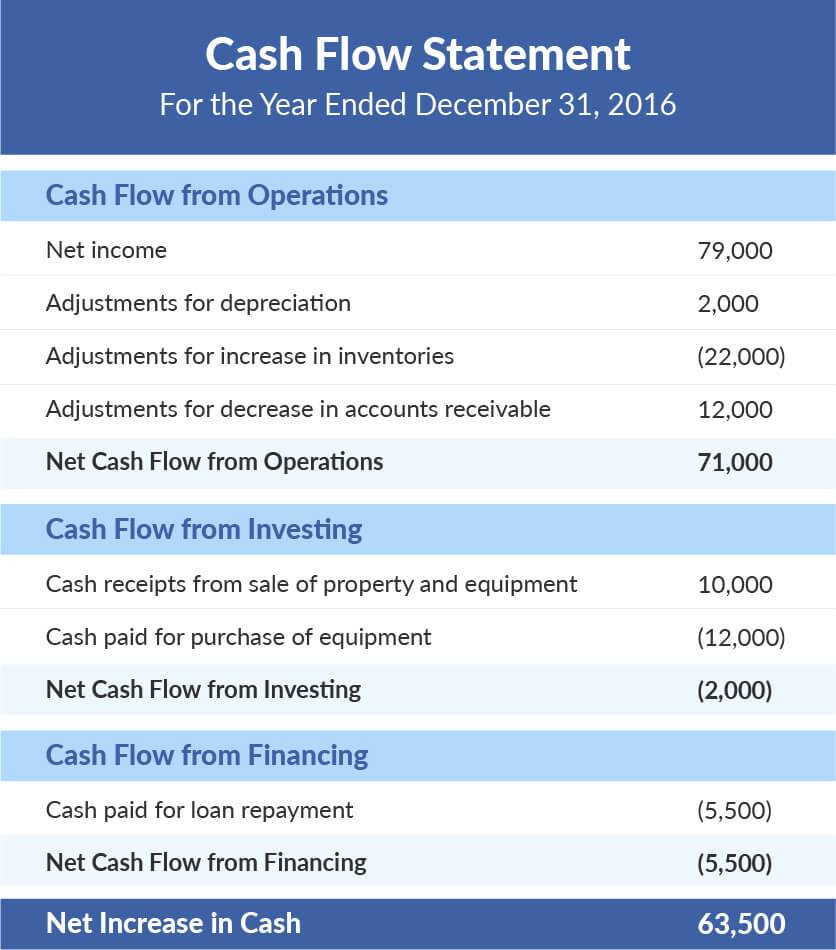 Cash Flow Statement
For the Year Ended December 31, 2016
Cash Flow from Operations
Net income 79,000
Adjustments for depreciation 2,000
Adjustments for increase in inventories (22,000)
Adjustments for decrease in accounts receivable 12,000
Net Cash Flow from Operations 71,000
Cash Flow from Investing
Cash receipts from sale of property and equipment 10,000
Cash paid for purchase of equipment (12,000)
Net Cash Flow from Investing (2,000)
Cash Flow from Financing
Cash paid for loan repayment (5,500)
Net Cash Flow from Financing (5,500)
Net Increase in Cash 63,500